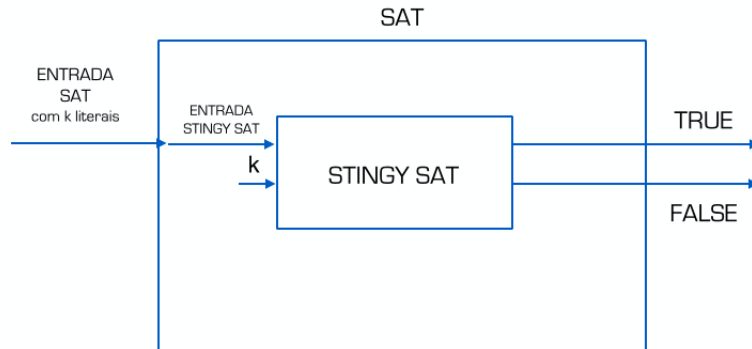 SAT
ENTRADA
SAT
com k literais
ENTRADA
STINGY SAT
k
STINGY SAT
TRUE
FALSE